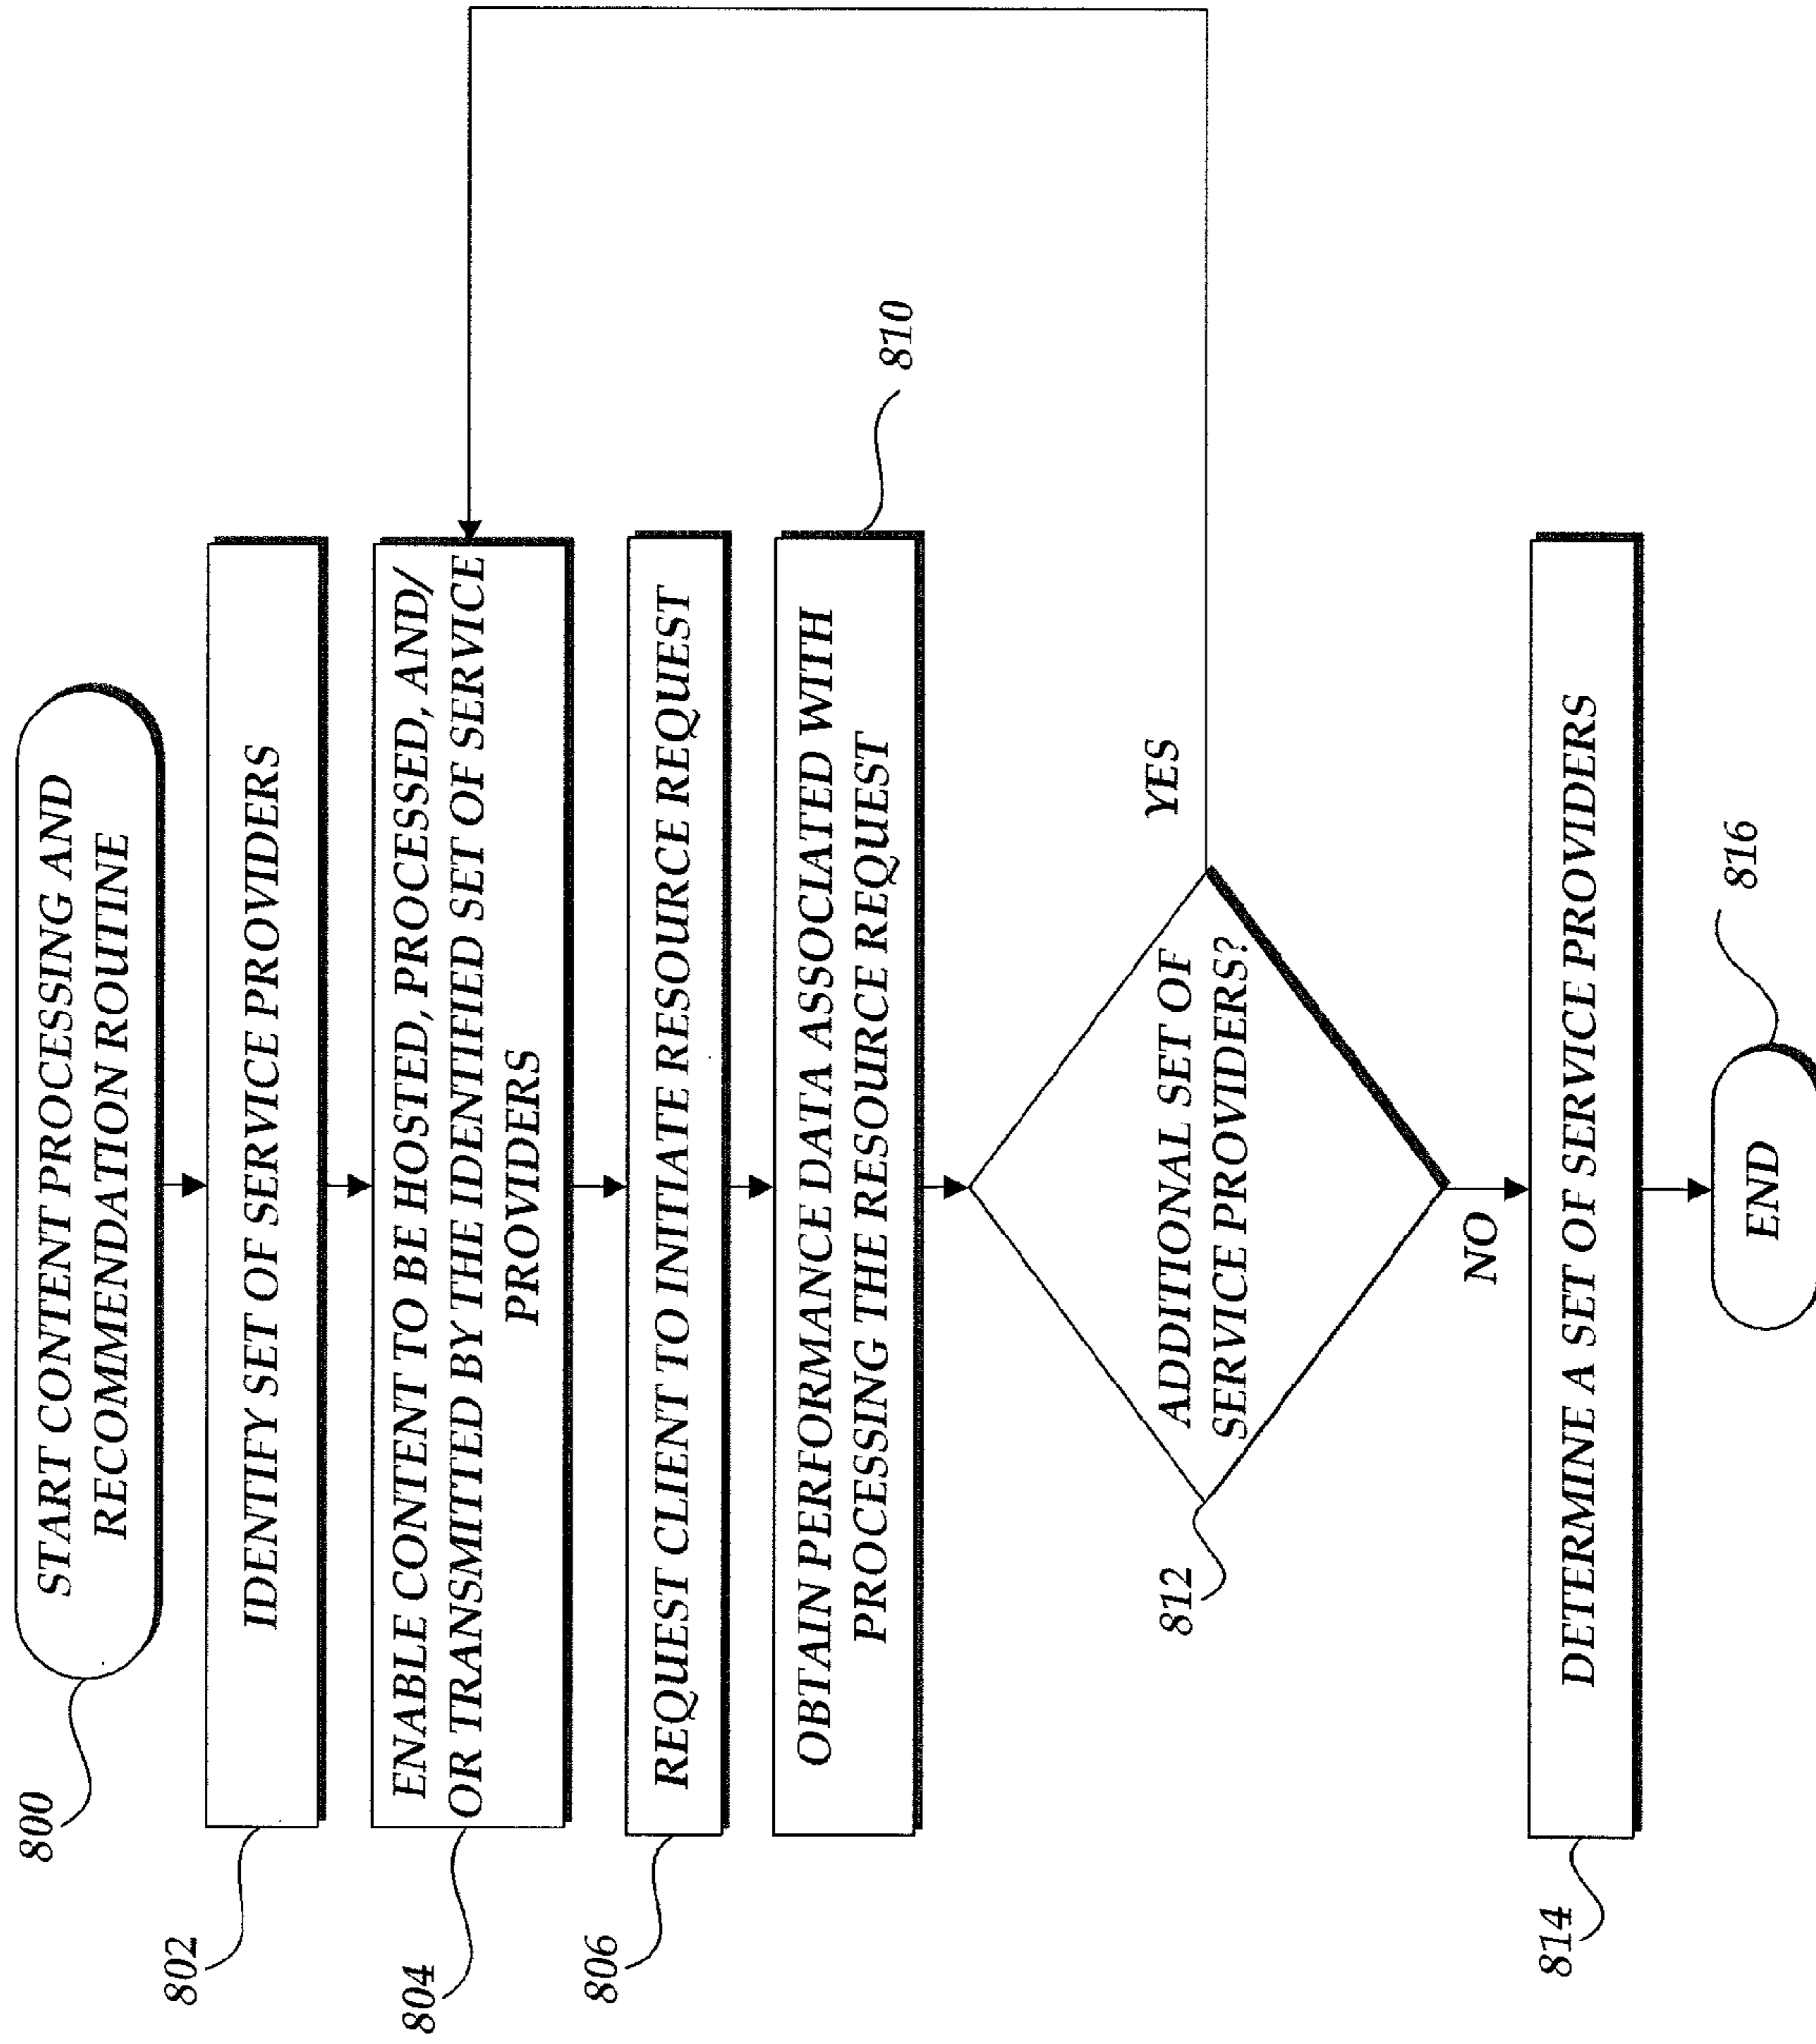 800
START CONTENT PROCESSING AND
RECOMMENDATION ROUTINE
802
IDENTIFY SET OF SERVICE PROVIDERS
804
ENABLE CONTENT TO BE HOSTED, PROCESSED, AND/
OR TRANSMITTED BY THE IDENTIFIED SET OF SERVICE
PROVIDERS
806
REQUEST CLIENT TO INITIATE RESOURCE REQUEST
810
OBTAIN PERFORMANCE DATA ASSOCIATED WITH
PROCESSING THE RESOURCE REQUEST
812
ADDITIONAL SET OF
SERVICE PROVIDERS?
YES
NO
814
DETERMINE A SET OF SERVICE PROVIDERS
816
END